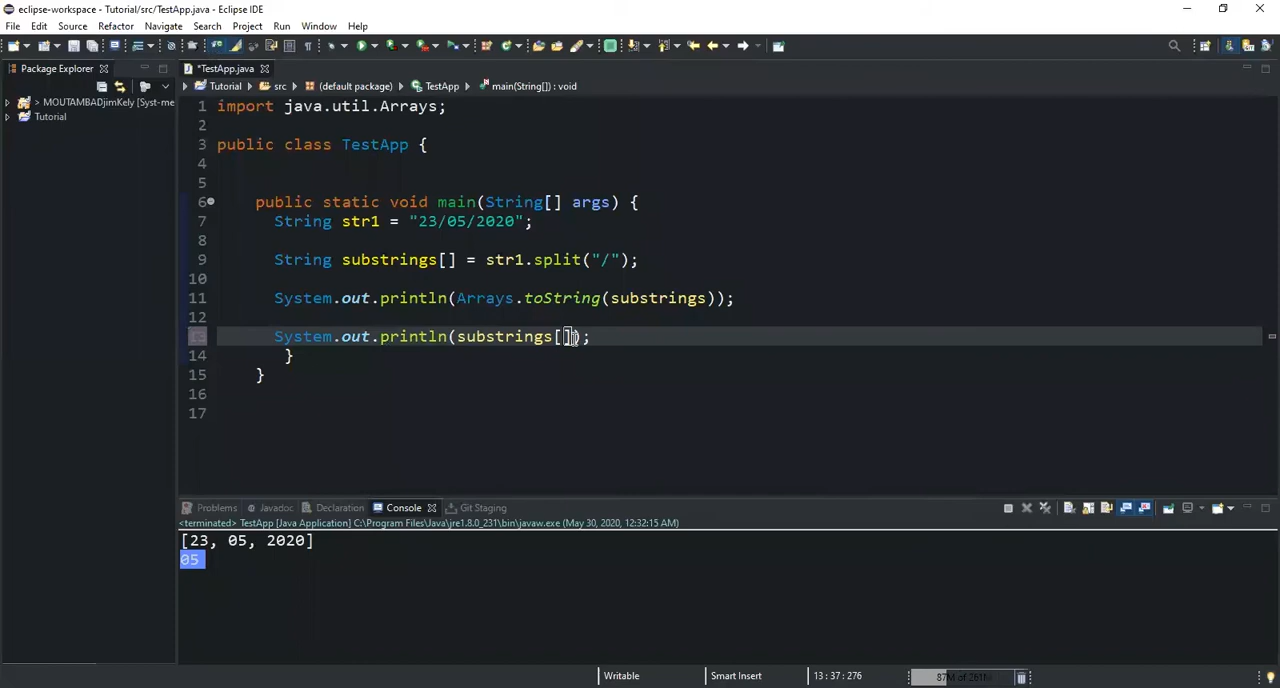 eclipse-workspace - Tutorial/src/TestApp.java - Eclipse IDE
File Edit Source Refactor Navigate Search Project Run Window Help
Package Explorer
*TestApp.java
Tutorial src (default package) TestApp main(String[]) : void
> MOUTAMBADjimKely [Syst-me
Tutorial
1 import java.util.Arrays;
2
3 public class TestApp {
4
5
6 public static void main(String[] args) {
7 String str1 = "23/05/2020";
8
9 String substrings[] = str1.split("/");
10
11 System.out.println(Arrays.toString(substrings));
12
13 System.out.println(substrings[]);
14 }
15 }
16
17
Problems Javadoc Declaration Console Git Staging
<terminated> TestApp [Java Application] C:\Program Files\Java\jre1.8.0_231\bin\javaw.exe (May 30, 2020, 12:32:15 AM)
[23, 05, 2020]
05
Writable Smart Insert 13 : 37 : 276 87M of 261M